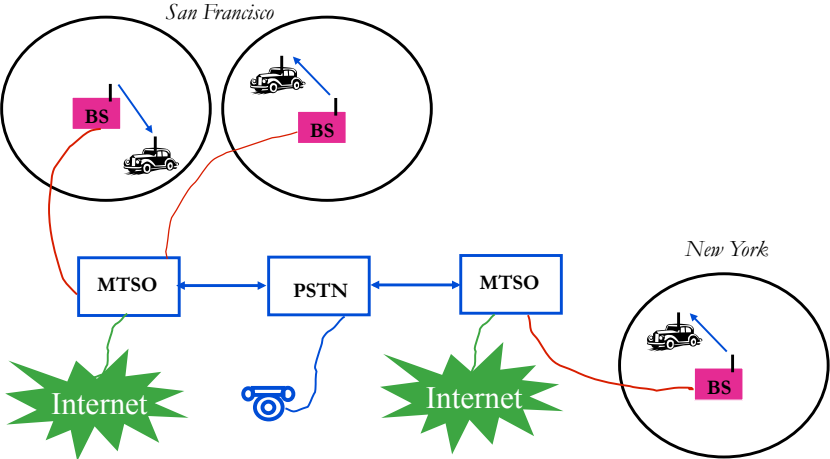 San Francisco
BS
BS
New York
MTSO
PSTN
MTSO
BS
Internet
Internet